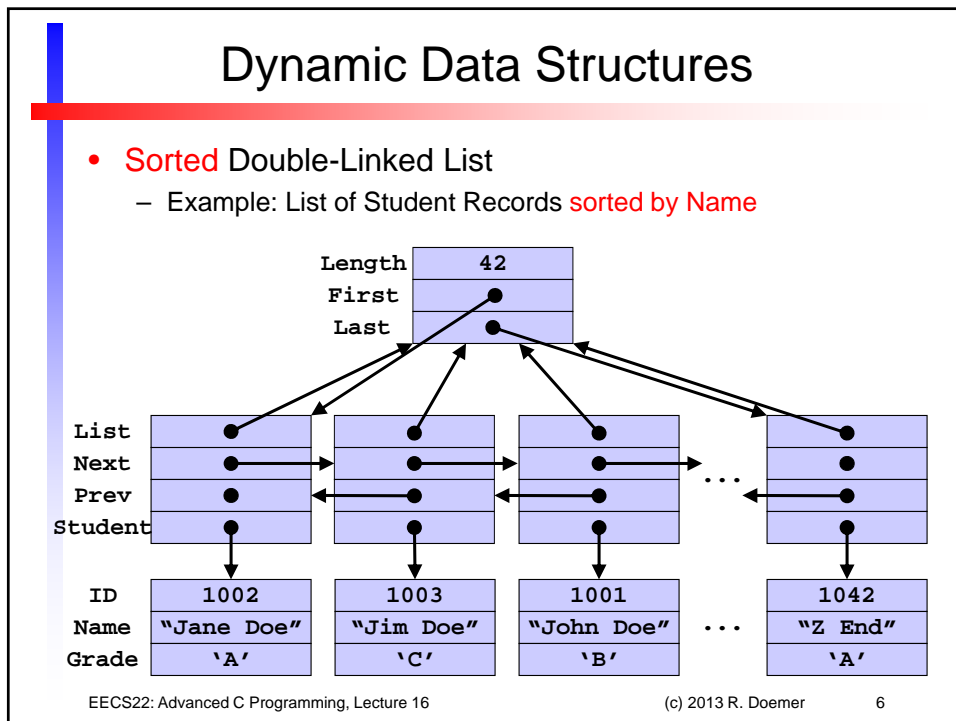 Dynamic Data Structures
• Sorted Double-Linked List
– Example: List of Student Records sorted by Name
Length 42
First
Last
List
Next
Prev
Student
...
ID 1002 1003 1001 1042
Name “Jane Doe” “Jim Doe” “John Doe” ... “Z End”
Grade ‘A’ ‘C’ ‘B’ ‘A’
EECS22: Advanced C Programming, Lecture 16 (c) 2013 R. Doemer 6